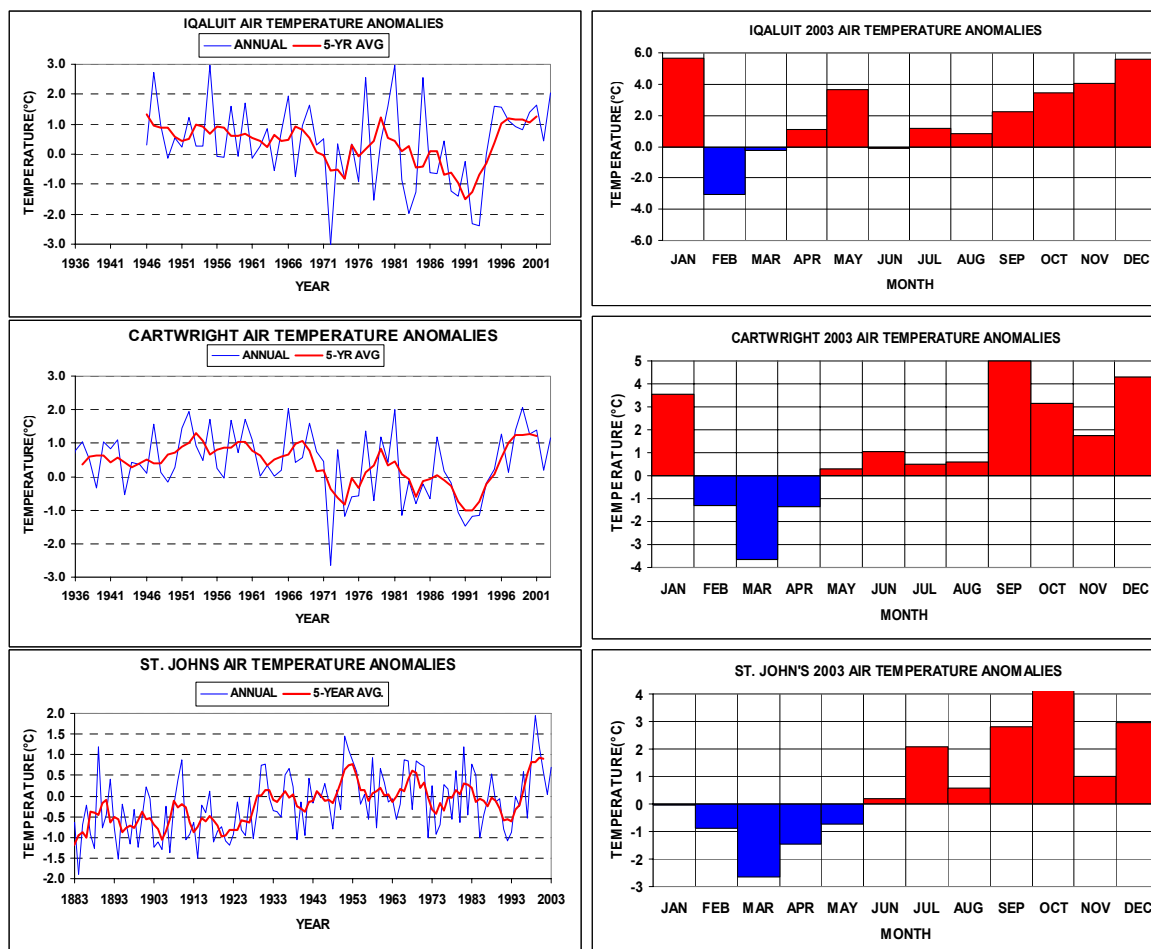 IQALUIT AIR TEMPERATURE ANOMALIES
ANNUAL 5-YR AVG
TEMPERATURE(°C)
3.0
2.0
1.0
0.0
-1.0
-2.0
-3.0
1936 1941 1946 1951 1956 1961 1966 1971 1976 1981 1986 1991 1996 2001
YEAR
IQALUIT 2003 AIR TEMPERATURE ANOMALIES
TEMPERATURE (°C)
6.0
4.0
2.0
0.0
-2.0
-4.0
-6.0
JAN FEB MAR APR MAY JUN JUL AUG SEP OCT NOV DEC
MONTH
CARTWRIGHT AIR TEMPERATURE ANOMALIES
ANNUAL 5-YR AVG
TEMPERATURE(°C)
3.0
2.0
1.0
0.0
-1.0
-2.0
-3.0
1936 1941 1946 1951 1956 1961 1966 1971 1976 1981 1986 1991 1996 2001
YEAR
CARTWRIGHT 2003 AIR TEMPERATURE ANOMALIES
TEMPERATURE (°C)
5
4
3
2
1
0
-1
-2
-3
-4
JAN FEB MAR APR MAY JUN JUL AUG SEP OCT NOV DEC
MONTH
ST. JOHNS AIR TEMPERATURE ANOMALIES
ANNUAL 5-YEAR AVG.
TEMPERATURE(°C)
2.0
1.5
1.0
0.5
0.0
-0.5
-1.0
-1.5
-2.0
1883 1893 1903 1913 1923 1933 1943 1953 1963 1973 1983 1993 2003
YEAR
ST. JOHN'S 2003 AIR TEMPERATURE ANOMALIES
TEMPERATURE (°C)
4
3
2
1
0
-1
-2
-3
JAN FEB MAR APR MAY JUN JUL AUG SEP OCT NOV DEC
MONTH